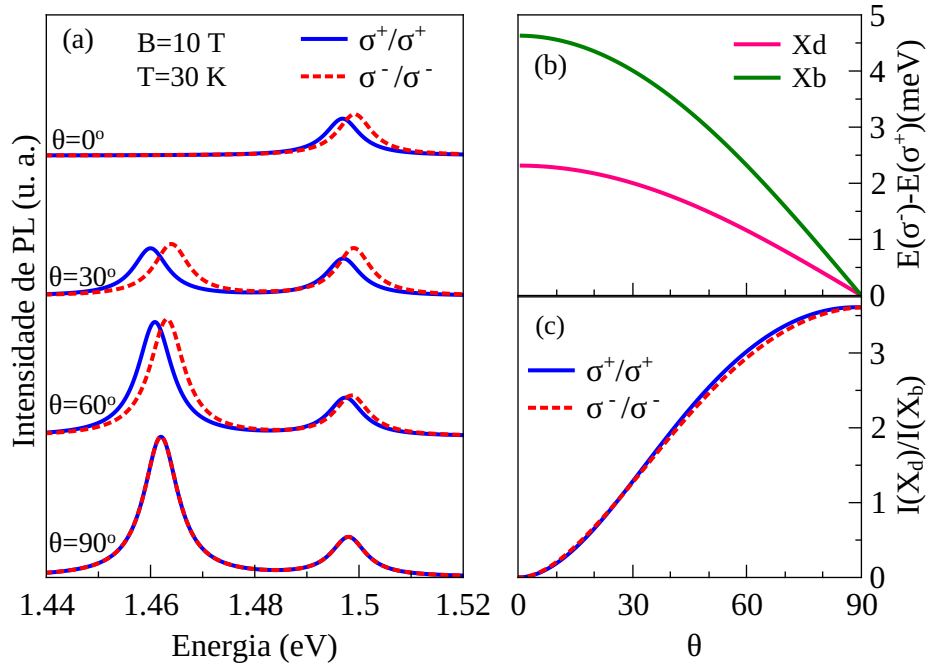 (a)
B=10 T
T=30 K
σ⁺/σ⁺
σ⁻/σ⁻
θ=0º
θ=30º
θ=60º
θ=90º
Intensidade de PL (u. a.)
1.44 1.46 1.48 1.5 1.52
Energia (eV)
(b)
Xd
Xb
0 1 2 3 4 5
E(σ⁻)-E(σ⁺)(meV)
(c)
σ⁺/σ⁺
σ⁻/σ⁻
0 1 2 3
I(X_d)/I(X_b)
0 30 60 90
θ